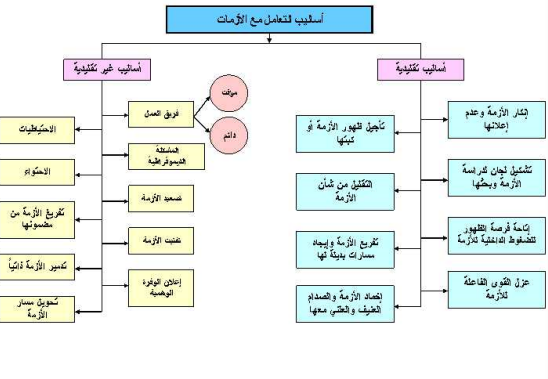 أساليب التعامل مع الأزمات
أساليب تقليدية
إنكار الأزمة وعدم
إعلانها
تأجيل ظهور الأزمة أو
كبتها
تشكيل لجان لدراسة
الأزمة وبحثها
التقليل من شأن
الأزمة
إتاحة فرصة الظهور
للضغوط الداخلية للأزمة
تفريع الأزمة وإيجاد
مسارات بديلة لها
عزل القوى الفاعلة
للأزمة
إخماد الأزمة والصدام
العنيف والعلني معها
أساليب غير تقليدية
فريق العمل
مؤقت
دائم
الاحتياطيات
المشاركة
الديموقراطية
الاحتواء
تصعيد الأزمة
تفريغ الأزمة من
مضمونها
تفتيت الأزمة
تدمير الأزمة ذاتياً
إعلان الوفرة
الوهمية
تحويل مسار
الأزمة